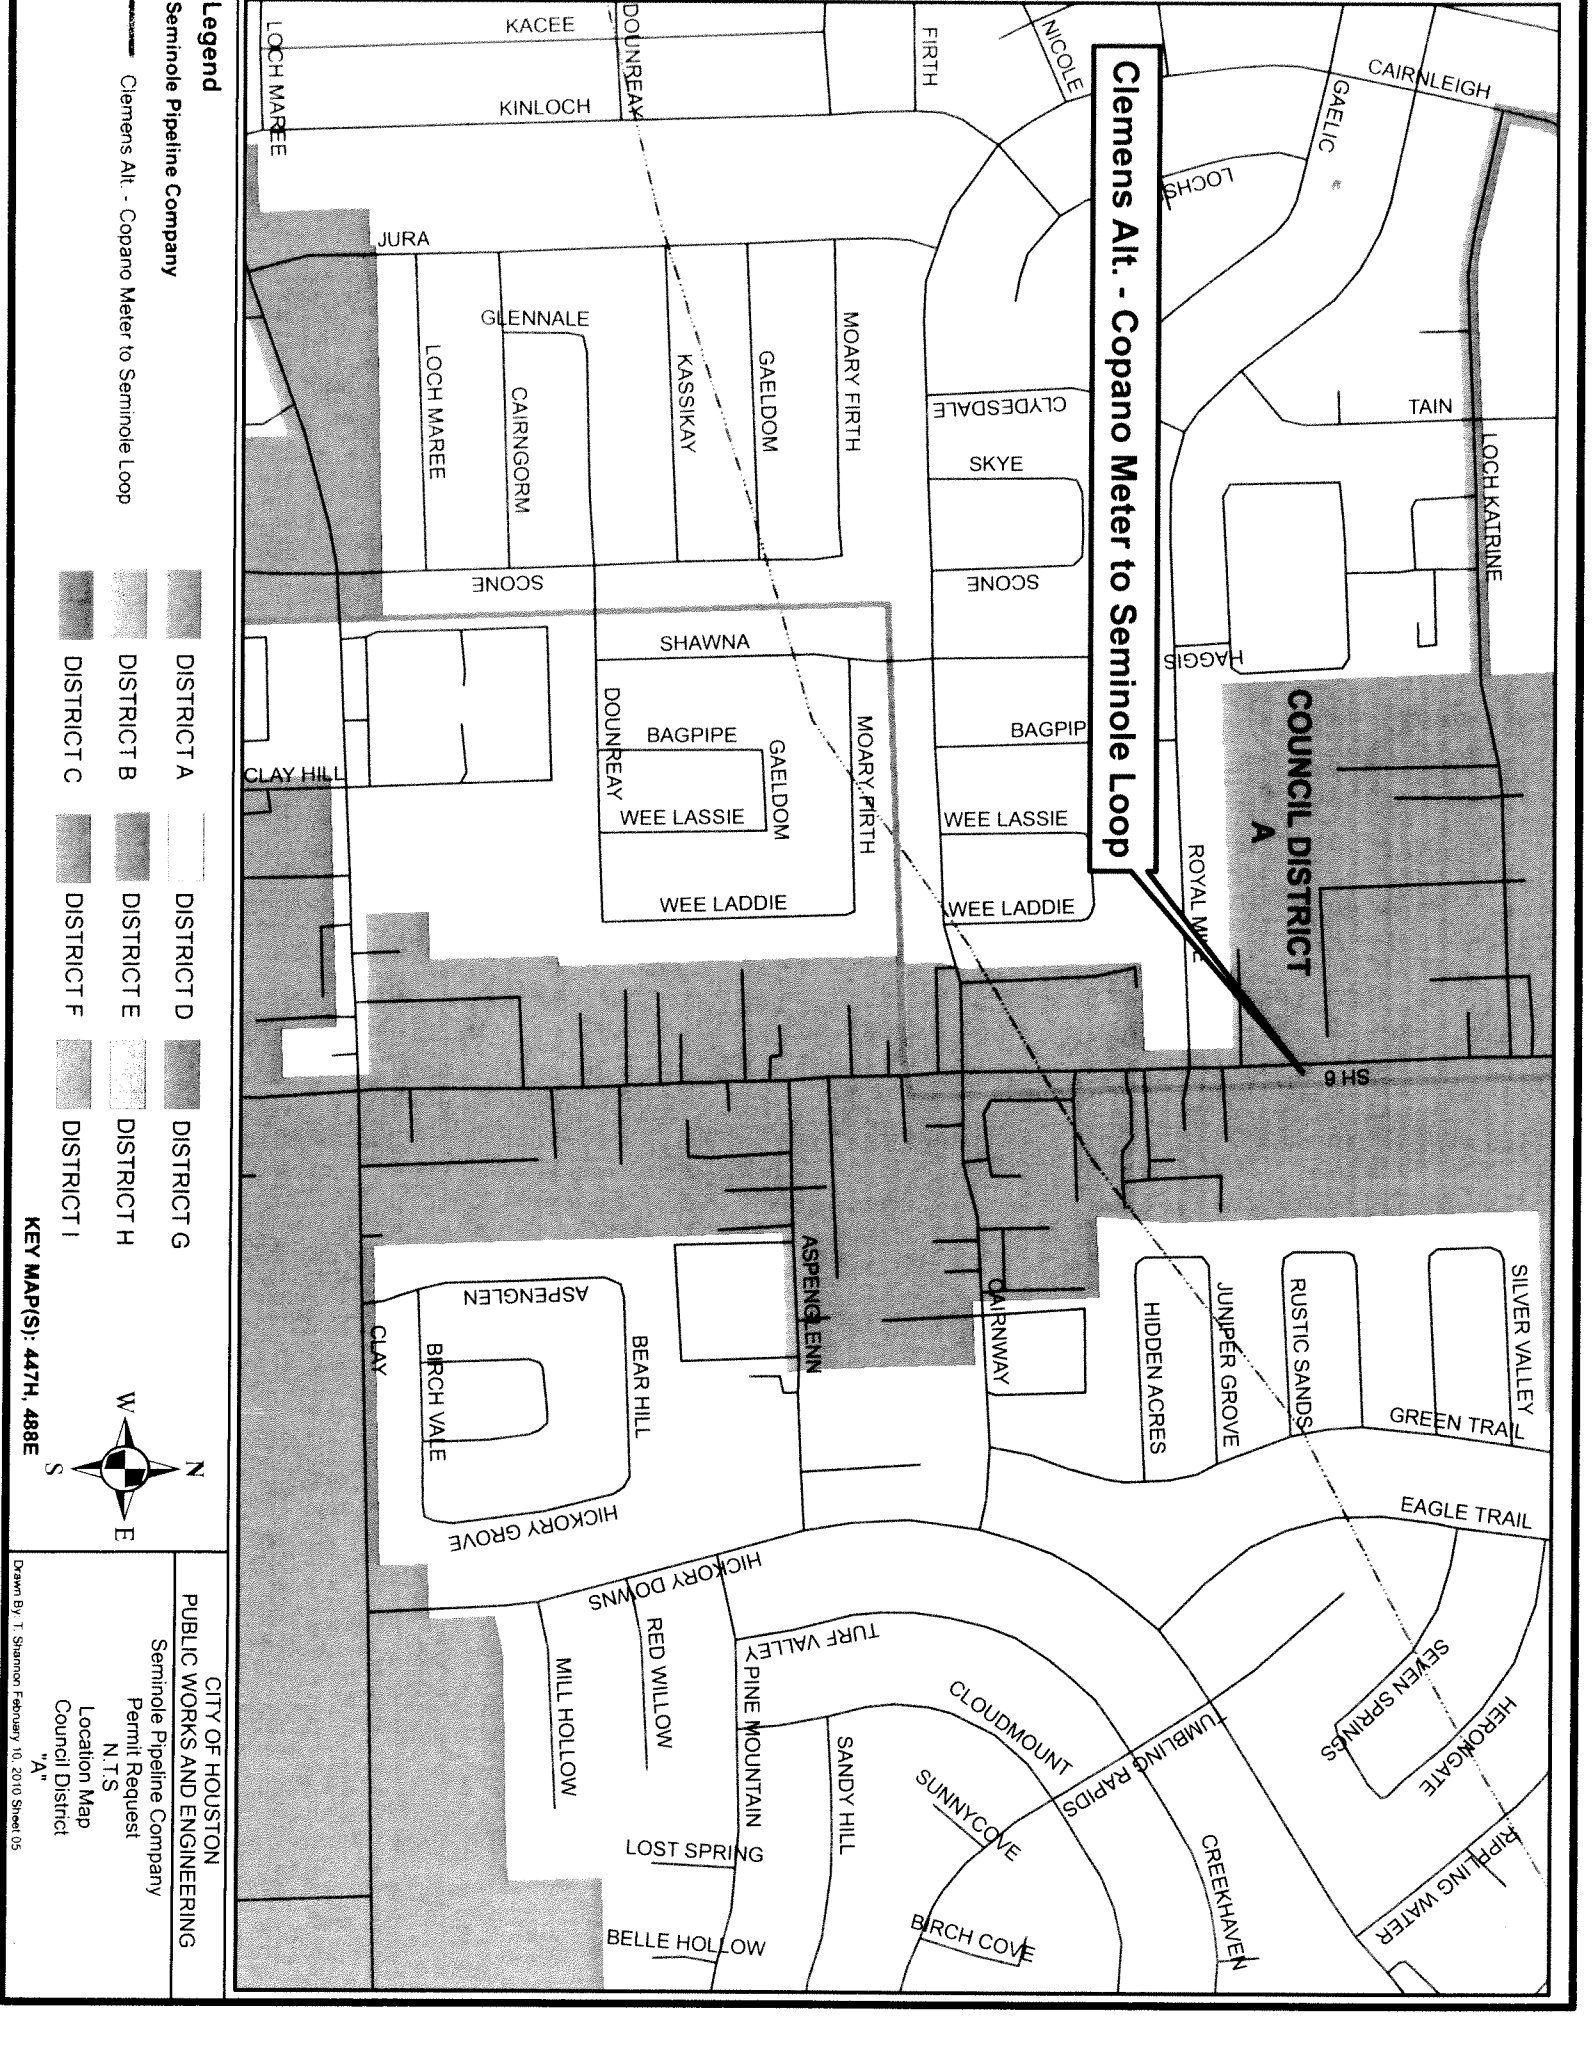 Clemens Alt. - Copano Meter to Seminole Loop
COUNCIL DISTRICT
A
SH 6
CAIRNLEIGH
GAELIC
NICOLE
FIRTH
DOUNREAY
KACEE
KINLOCH
LOCH MAREE
LOCHS
LOCH KATRINE
TAIN
CLYDESDALE
SKYE
SCONE
HAGGIS
JURA
GLENNALE
MOARY FIRTH
GAELDOM
KASSIKAY
CAIRNGORM
LOCH MAREE
SCONE
SHAWNA
BAGPIP
BAGPIPE
DOUNREAY
GAELDOM
MOARY FIRTH
WEE LASSIE
WEE LASSIE
WEE LADDIE
WEE LADDIE
ROYAL MILE
CLAY HILL
SILVER VALLEY
RUSTIC SANDS
JUNIPER GROVE
HIDDEN ACRES
CAIRNWAY
ASPENGLENN
GREEN TRAIL
EAGLE TRAIL
ASPENGLEN
BEAR HILL
BIRCH VALE
CLAY
HICKORY GROVE
HICKORY DOWNS
TURF VALLEY
RED WILLOW
MILL HOLLOW
PINE MOUNTAIN
SANDY HILL
LOST SPRING
BELLE HOLLOW
CLOUDMOUNT
SUNNYCOVE
BIRCH COVE
TUMBLING RAPIDS
CREEKHAVEN
SEVEN SPRINGS
HERONGATE
RIPPLING WATER
Legend
Seminole Pipeline Company
Clemens Alt. - Copano Meter to Seminole Loop
DISTRICT A
DISTRICT B
DISTRICT C
DISTRICT D
DISTRICT E
DISTRICT F
DISTRICT G
DISTRICT H
DISTRICT I
KEY MAP(S): 447H, 488E
N
W
E
S
CITY OF HOUSTON
PUBLIC WORKS AND ENGINEERING
Seminole Pipeline Company
Permit Request
N.T.S
Location Map
Council District
"A"
Drawn By: T. Shannon February 10, 2010 Sheet 05